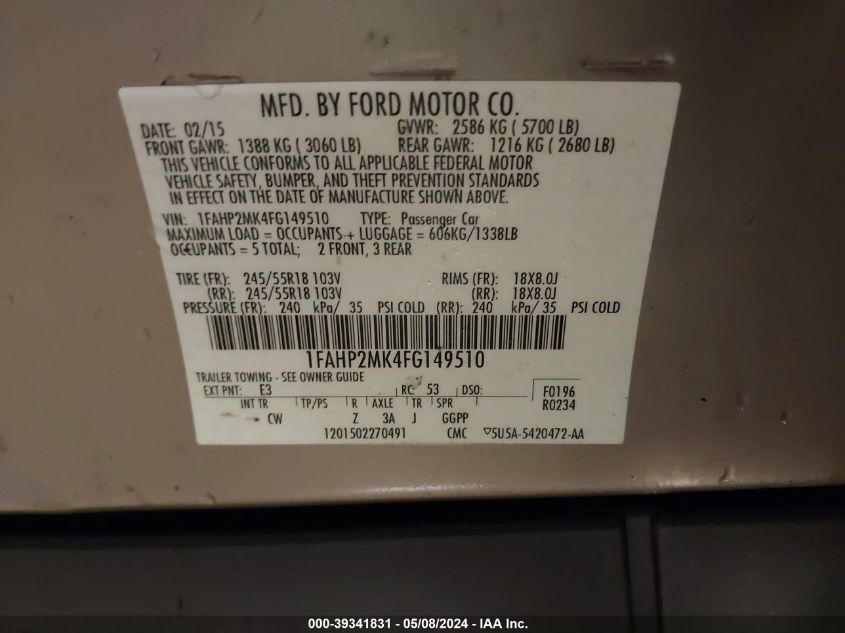 MFD. BY FORD MOTOR CO.
DATE: 02/15 GVWR: 2586 KG ( 5700 LB)
FRONT GAWR: 1388 KG ( 3060 LB) REAR GAWR: 1216 KG ( 2680 LB)
THIS VEHICLE CONFORMS TO ALL APPLICABLE FEDERAL MOTOR
VEHICLE SAFETY, BUMPER, AND THEFT PREVENTION STANDARDS
IN EFFECT ON THE DATE OF MANUFACTURE SHOWN ABOVE.
VIN: 1FAHP2MK4FG149510 TYPE: Passenger Car
MAXIMUM LOAD = OCCUPANTS + LUGGAGE = 606KG/1338LB
OCCUPANTS = 5 TOTAL; 2 FRONT, 3 REAR
TIRE (FR): 245/55R18 103V RIMS (FR): 18X8.0J
(RR): 245/55R18 103V (RR): 18X8.0J
PRESSURE (FR): 240 kPa/ 35 PSI COLD (RR): 240 kPa/ 35 PSI COLD
1FAHP2MK4FG149510
TRAILER TOWING - SEE OWNER GUIDE
EXT PNT: E3 RC: 53 DSO: F0196
INT TR TP/PS R AXLE TR SPR R0234
CW Z 3A J GGPP
1201502270491 CMC ▽5U5A-5420472-AA
000-39341831 - 05/08/2024 - IAA Inc.